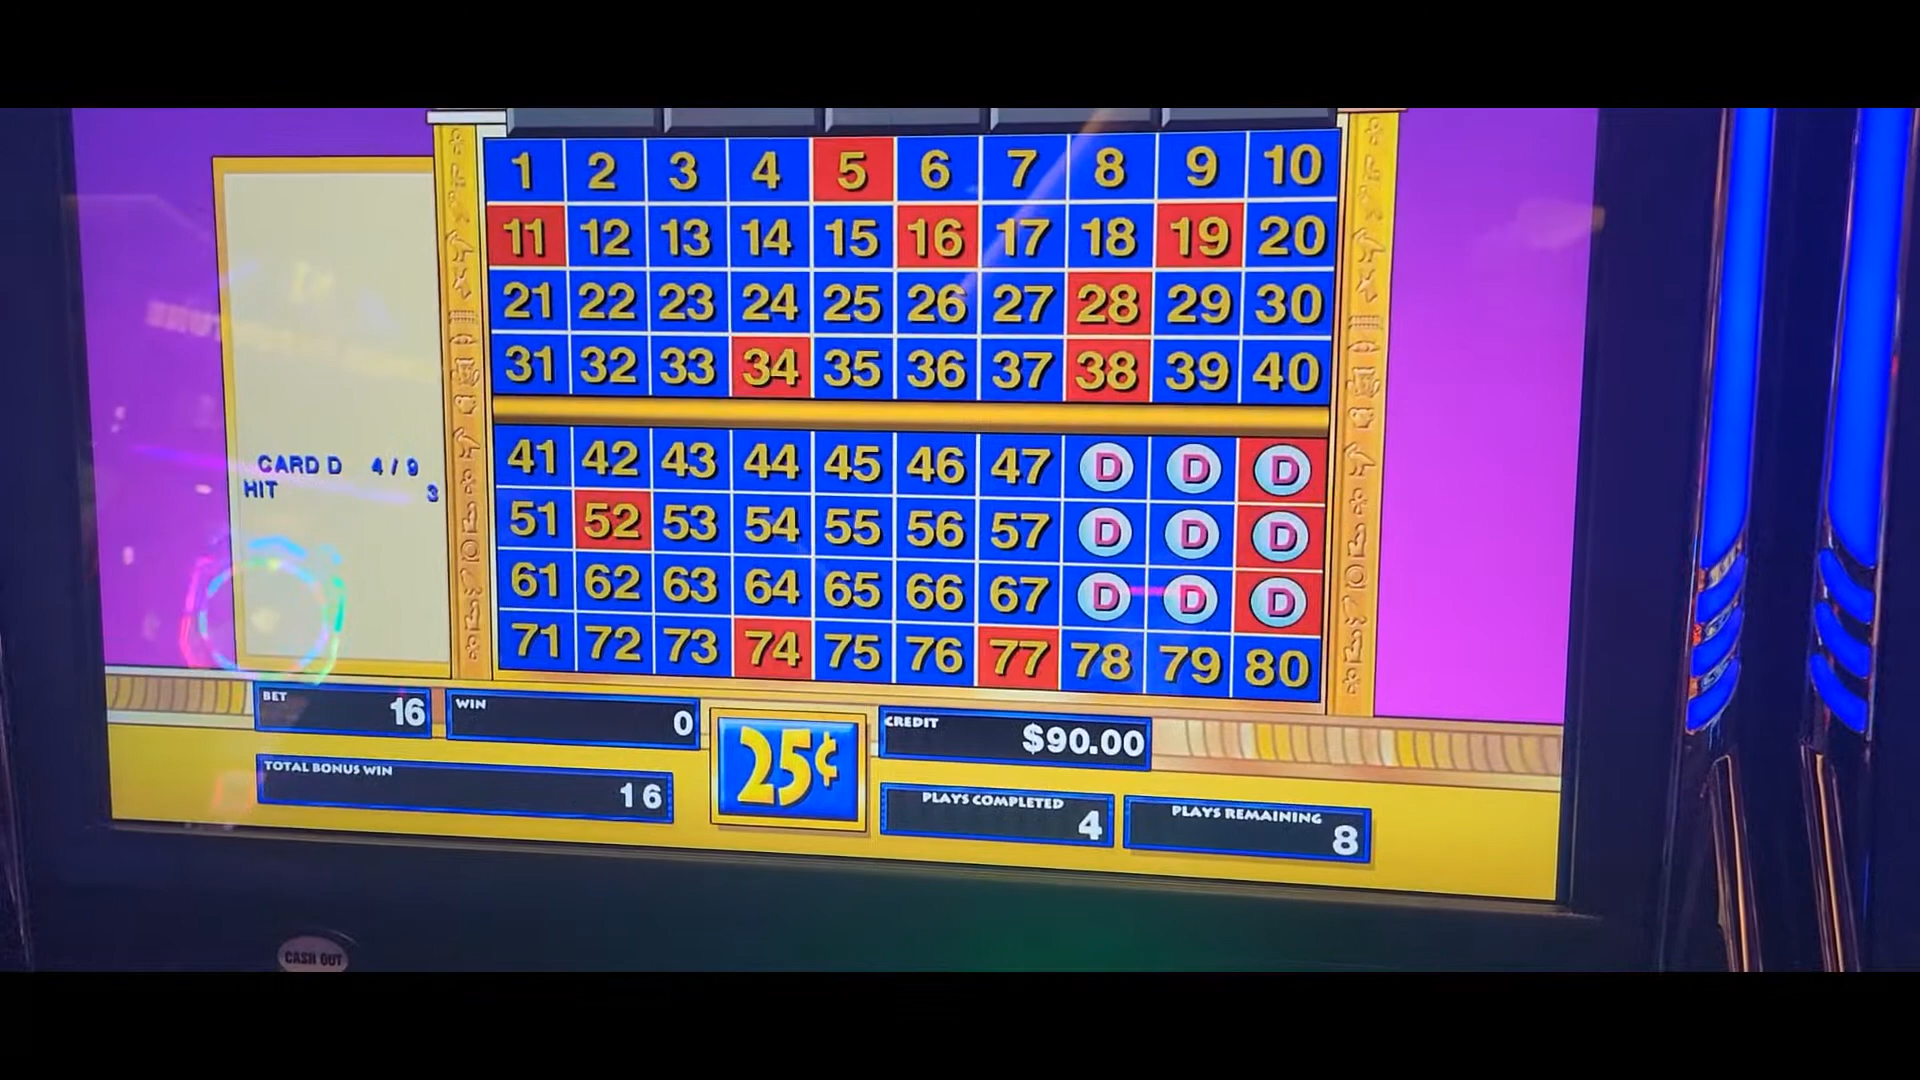 1 2 3 4 5 6 7 8 9 10
11 12 13 14 15 16 17 18 19 20
21 22 23 24 25 26 27 28 29 30
31 32 33 34 35 36 37 38 39 40
41 42 43 44 45 46 47 D D D
CARD D 4/9
HIT 3
51 52 53 54 55 56 57 D D D
61 62 63 64 65 66 67 D D D
71 72 73 74 75 76 77 78 79 80
BET 16
WIN 0
25¢
CREDIT $90.00
TOTAL BONUS WIN 16
PLAYS COMPLETED 4
PLAYS REMAINING 8
CASH OUT